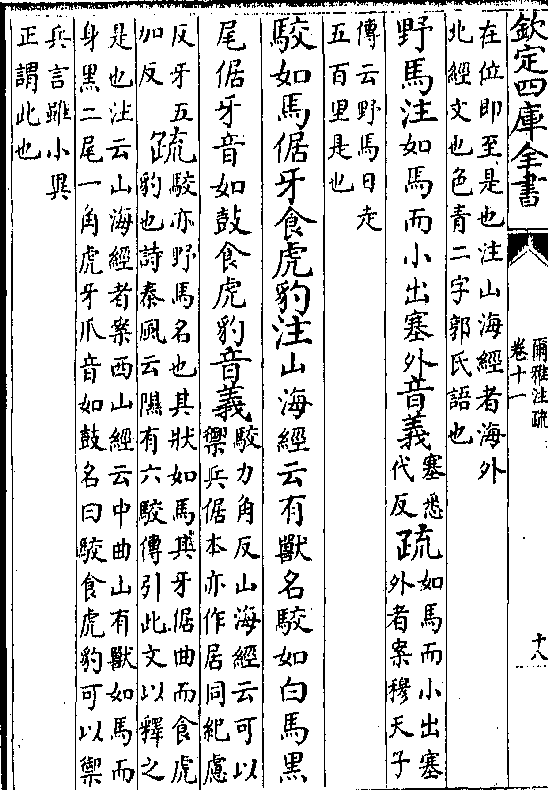 欽定四庫全書
爾雅注疏
卷十一
十八
在位即至是也注山海經者海外
北經文也色青二字郭氏語也
野馬注如馬而小出塞外音義
塞悉
代反
疏
如馬而小出塞
外者案穆天子
傳云野馬日走
五百里是也
駮如馬倨牙食虎豹注山海經云有獸名駮如白馬黑
尾倨牙音如鼓食虎豹音義
駮力角反山海經云可以
禦兵倨本亦作居同紀慮
反牙五
加反
疏
駮亦野馬名也其狀如馬其牙倨曲而食虎
豹也詩秦風云隰有六駮傳引此文以釋之
是也注云山海經者案西山經云中曲山有獸如馬而
身黑二尾一角虎牙爪音如鼓名曰駮食虎豹可以禦
兵言雖小異
正謂此也